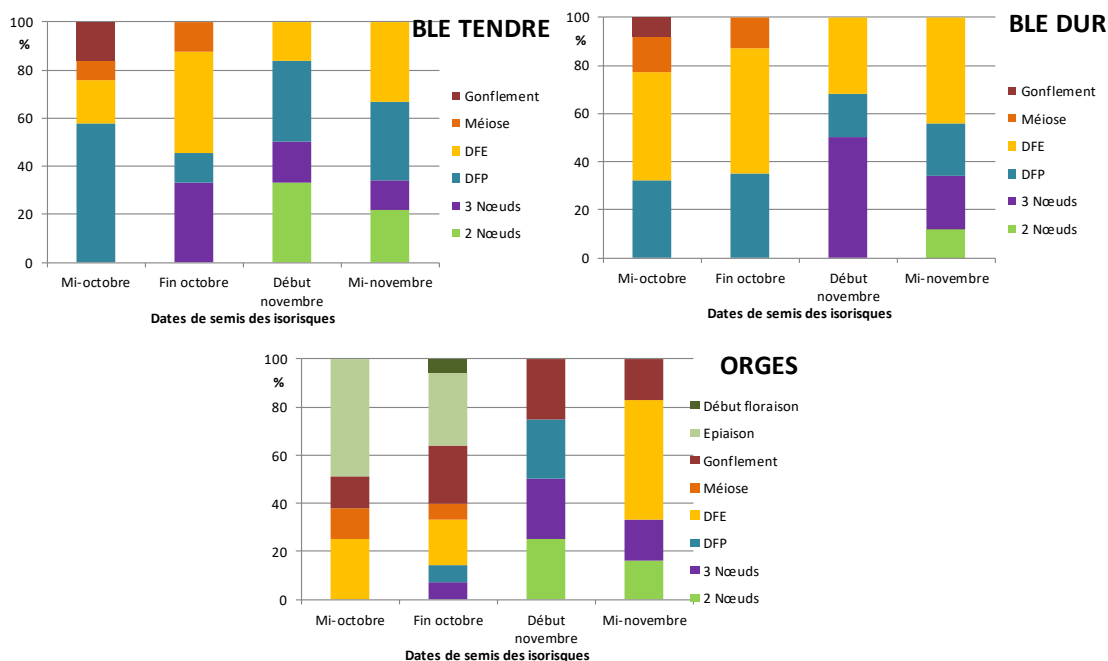 BLE TENDRE
100
%
80
60
40
20
0
Mi-octobre
Fin octobre
Début
novembre
Mi-novembre
Dates de semis des isorisques
Gonflement
Méiose
DFE
DFP
3 Nœuds
2 Nœuds
BLE DUR
100
%
80
60
40
20
0
Mi-octobre
Fin octobre
Début
novembre
Mi-novembre
Dates de semis des isorisques
Gonflement
Méiose
DFE
DFP
3 Nœuds
2 Nœuds
ORGES
100
%
80
60
40
20
0
Mi-octobre
Fin octobre
Début
novembre
Mi-novembre
Dates de semis des isorisques
Début floraison
Epiaison
Gonflement
Méiose
DFE
DFP
3 Nœuds
2 Nœuds